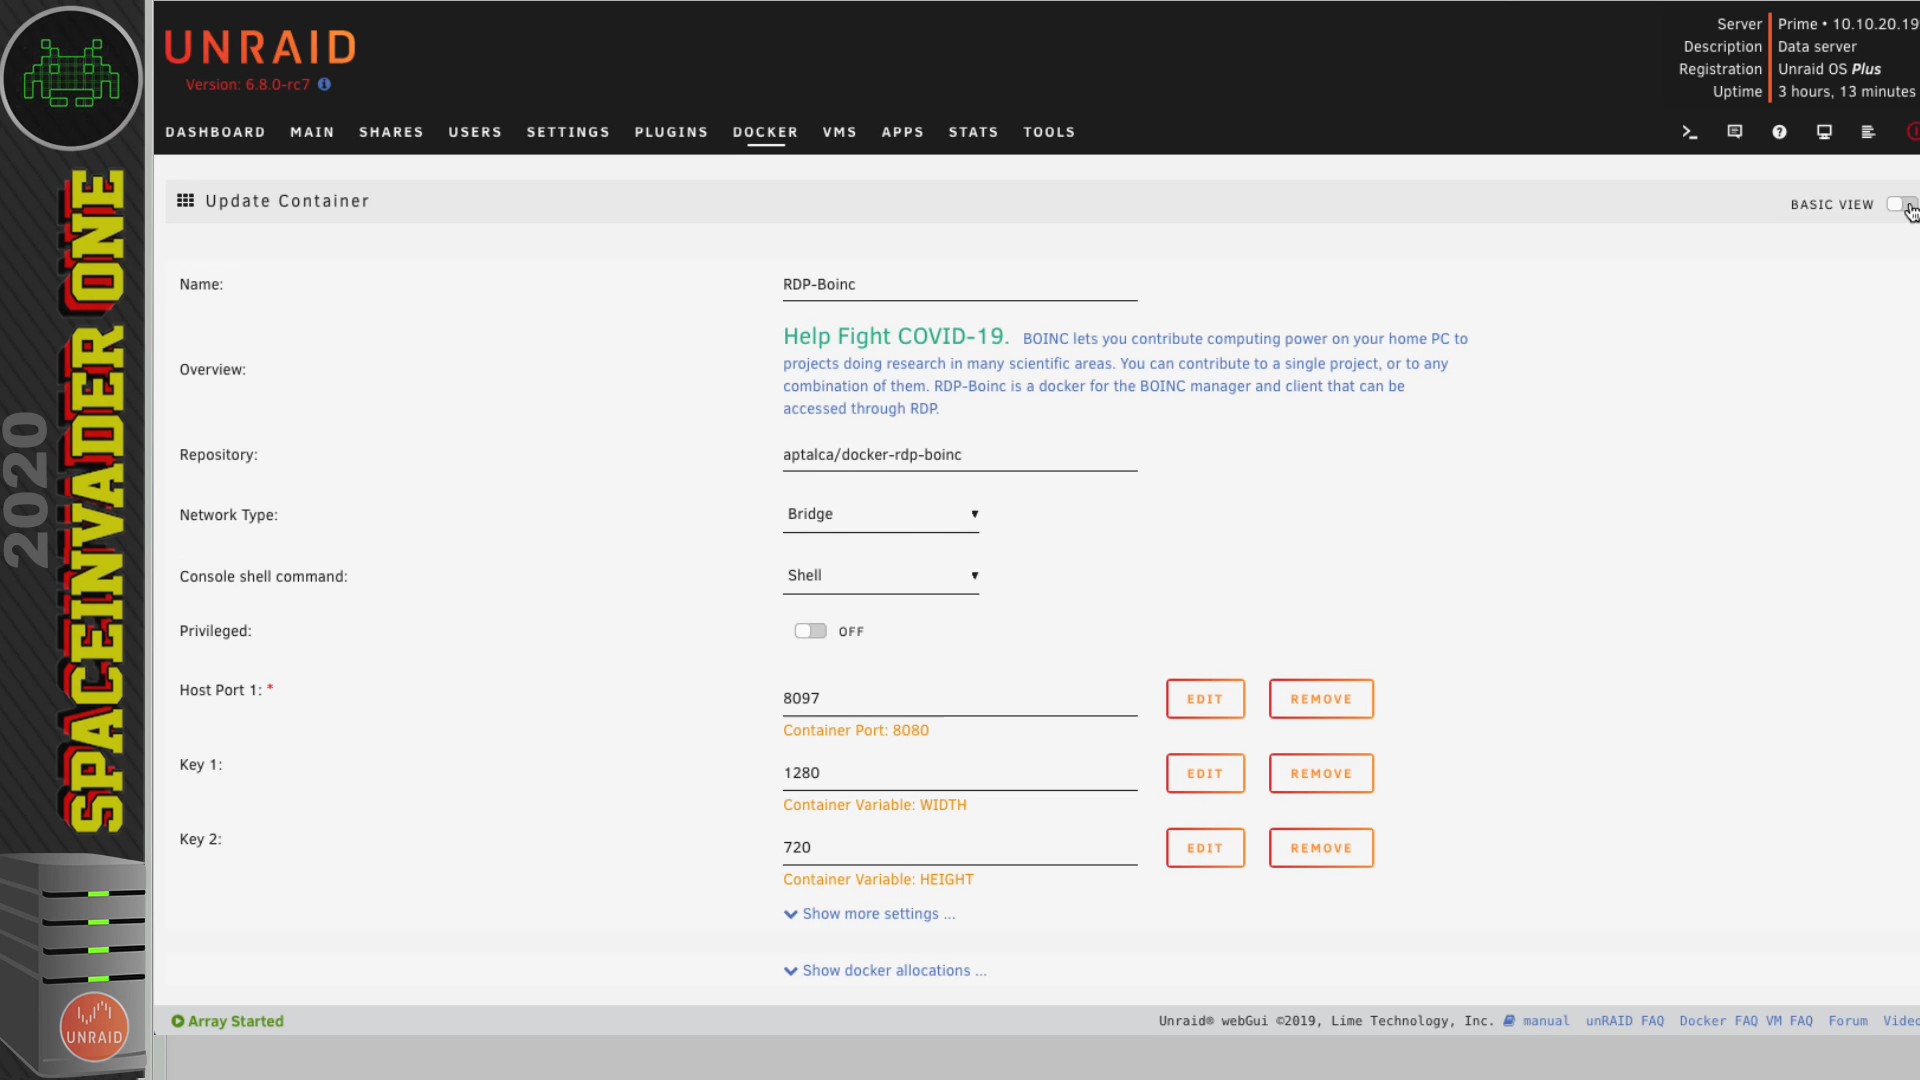 2020
SPACEINVADER ONE
UNRAID
UNRAID
Version: 6.8.0-rc7
Server Prime • 10.10.20.19
Description Data server
Registration Unraid OS Plus
Uptime 3 hours, 13 minutes
DASHBOARD MAIN SHARES USERS SETTINGS PLUGINS DOCKER VMS APPS STATS TOOLS
Update Container
BASIC VIEW
Name: RDP-Boinc
Help Fight COVID-19. BOINC lets you contribute computing power on your home PC to
projects doing research in many scientific areas. You can contribute to a single project, or to any
Overview:
combination of them. RDP-Boinc is a docker for the BOINC manager and client that can be
accessed through RDP.
Repository: aptalca/docker-rdp-boinc
Network Type: Bridge
Console shell command: Shell
Privileged: OFF
Host Port 1: * 8097 EDIT REMOVE
Container Port: 8080
Key 1: 1280 EDIT REMOVE
Container Variable: WIDTH
Key 2: 720 EDIT REMOVE
Container Variable: HEIGHT
Show more settings ...
Show docker allocations ...
Array Started
Unraid® webGui ©2019, Lime Technology, Inc. manual unRAID FAQ Docker FAQ VM FAQ Forum Video